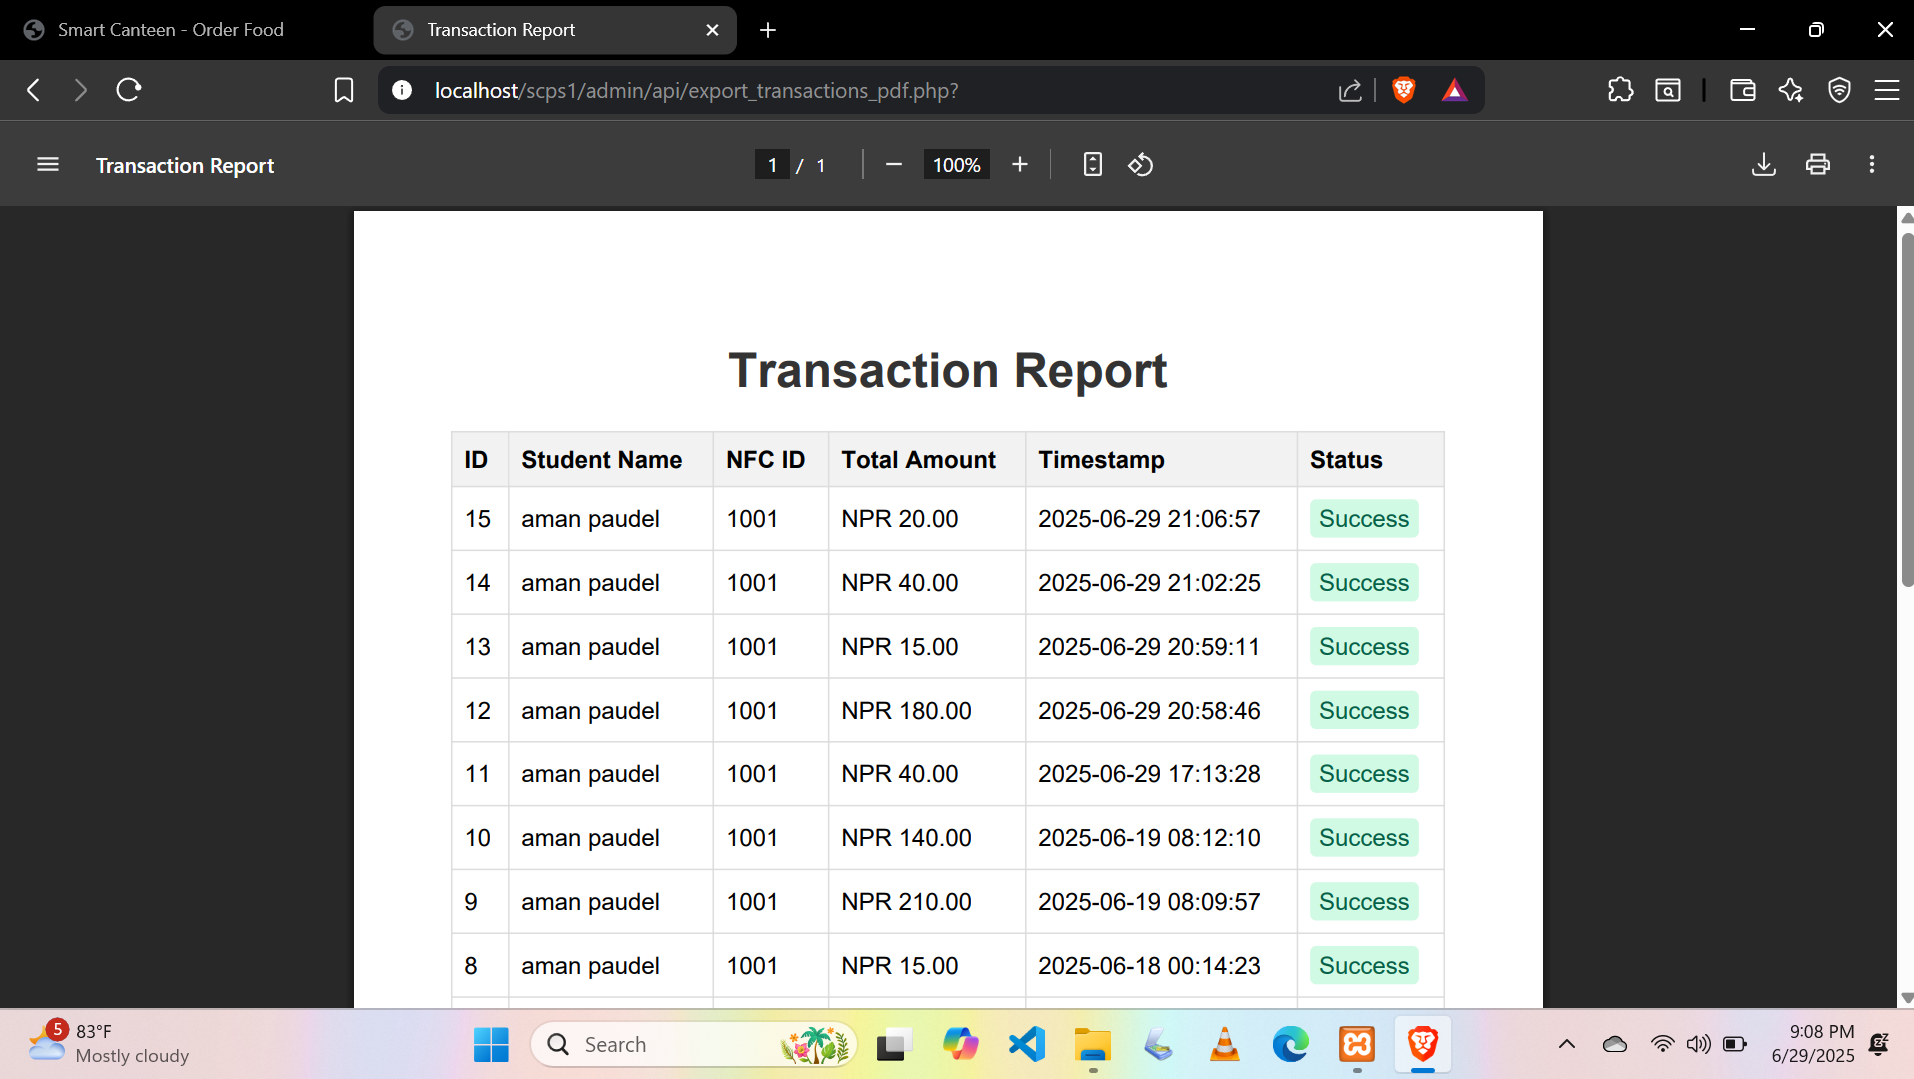 Smart Canteen - Order Food
Transaction Report
localhost/scps1/admin/api/export_transactions_pdf.php?
Transaction Report
1 / 1
100%
Transaction Report
ID Student Name NFC ID Total Amount Timestamp Status
15 aman paudel 1001 NPR 20.00 2025-06-29 21:06:57 Success
14 aman paudel 1001 NPR 40.00 2025-06-29 21:02:25 Success
13 aman paudel 1001 NPR 15.00 2025-06-29 20:59:11 Success
12 aman paudel 1001 NPR 180.00 2025-06-29 20:58:46 Success
11 aman paudel 1001 NPR 40.00 2025-06-29 17:13:28 Success
10 aman paudel 1001 NPR 140.00 2025-06-19 08:12:10 Success
9 aman paudel 1001 NPR 210.00 2025-06-19 08:09:57 Success
8 aman paudel 1001 NPR 15.00 2025-06-18 00:14:23 Success
5
83°F
Mostly cloudy
Search
9:08 PM
6/29/2025